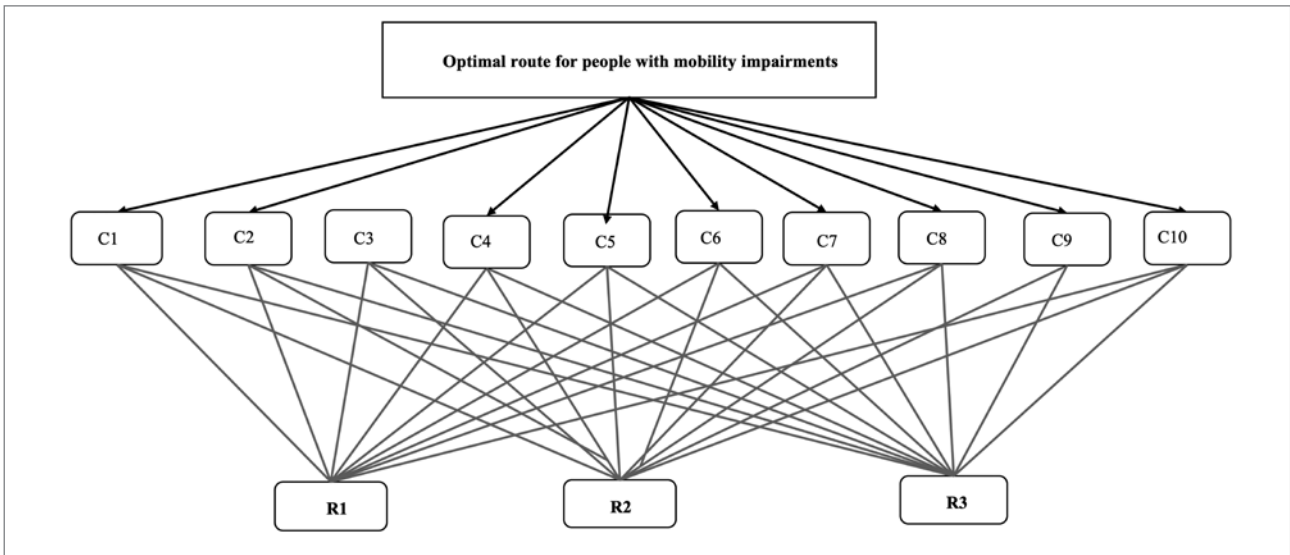 Optimal route for people with mobility impairments
C1
C2
C3
C4
C5
C6
C7
C8
C9
C10
R1
R2
R3